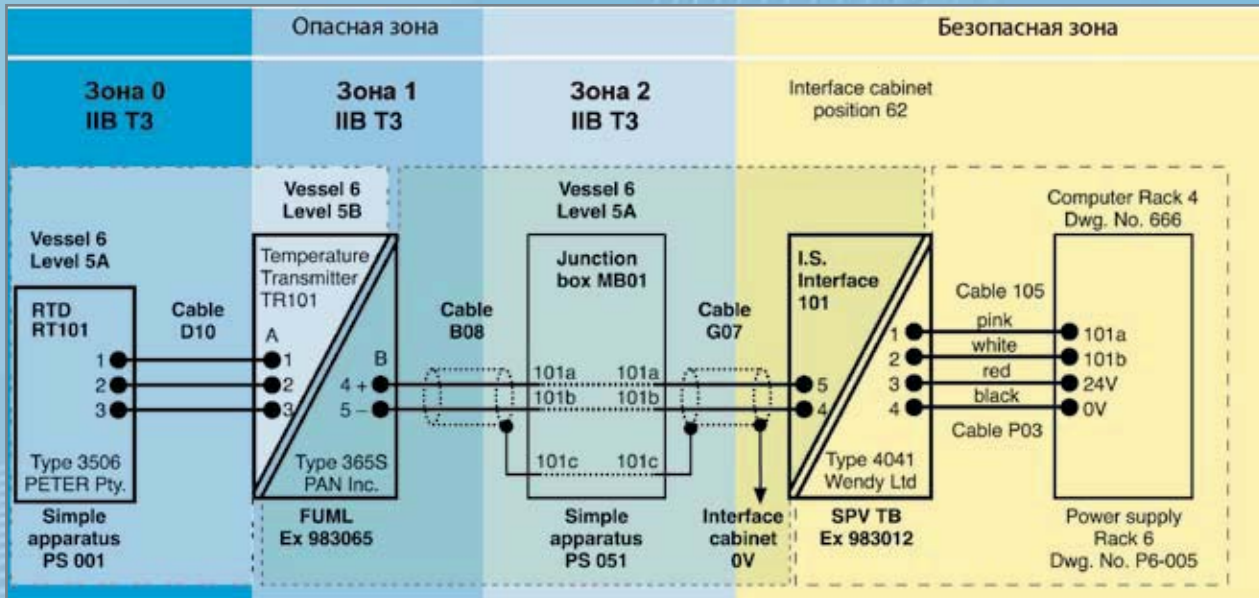 Опасная зона
Безопасная зона
Зона 0
IIB T3
Зона 1
IIB T3
Зона 2
IIB T3
Interface cabinet
position 62
Vessel 6
Level 5A
RTD
RT101
1
2
3
Type 3506
PETER Pty.
Simple
apparatus
PS 001
Cable
D10
Vessel 6
Level 5B
Temperature
Transmitter
TR101
A
1
2
3
B
4 +
5 –
Type 365S
PAN Inc.
FUML
Ex 983065
Cable
B08
Vessel 6
Level 5A
Junction
box MB01
101a 101a
101b 101b
101c 101c
Simple
apparatus
PS 051
Cable
G07
Interface
cabinet
0V
I.S.
Interface
101
5
4
1
2
3
4
Type 4041
Wendy Ltd
SPV TB
Ex 983012
Cable 105
pink
white
red
black
Cable P03
Computer Rack 4
Dwg. No. 666
101a
101b
24V
0V
Power supply
Rack 6
Dwg. No. P6-005